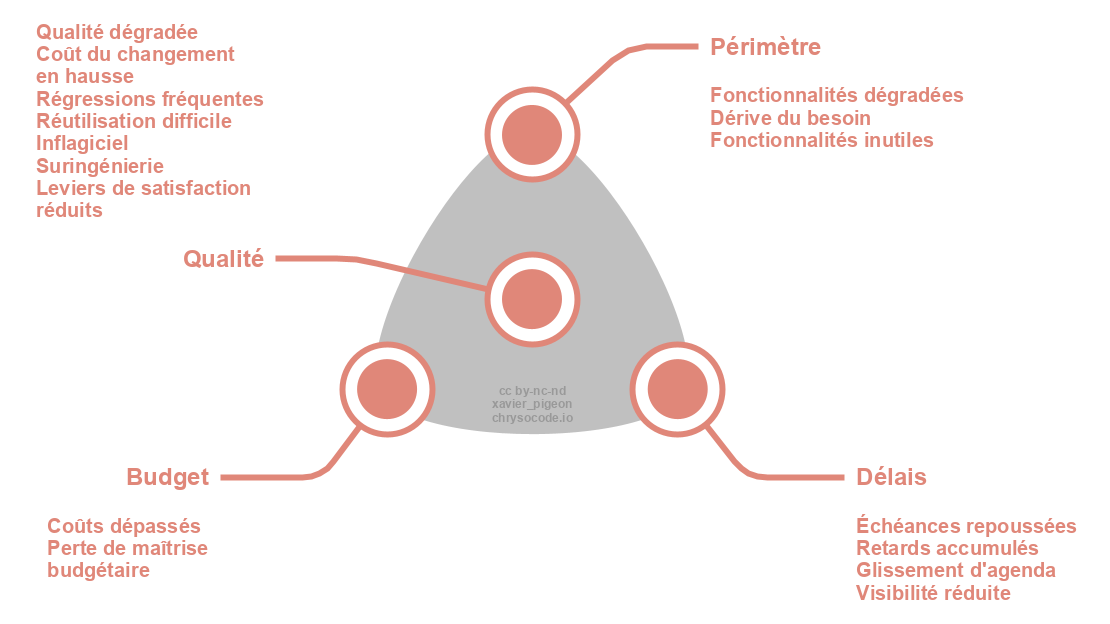 Qualité dégradée
Coût du changement
en hausse
Régressions fréquentes
Réutilisation difficile
Inflagiciel
Suringénierie
Leviers de satisfaction
réduits
Qualité
Périmètre
Fonctionnalités dégradées
Dérive du besoin
Fonctionnalités inutiles
cc by-nc-nd
xavier_pigeon
chrysocode.io
Budget
Coûts dépassés
Perte de maîtrise
budgétaire
Délais
Échéances repoussées
Retards accumulés
Glissement d'agenda
Visibilité réduite